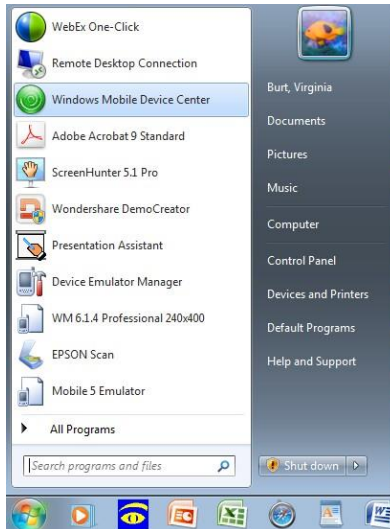 WebEx One-Click
Remote Desktop Connection
Windows Mobile Device Center
Adobe Acrobat 9 Standard
ScreenHunter 5.1 Pro
Wondershare DemoCreator
Presentation Assistant
Device Emulator Manager
WM 6.1.4 Professional 240x400
EPSON Scan
Mobile 5 Emulator
All Programs
Search programs and files
Burt, Virginia
Documents
Pictures
Music
Computer
Control Panel
Devices and Printers
Default Programs
Help and Support
Shut down